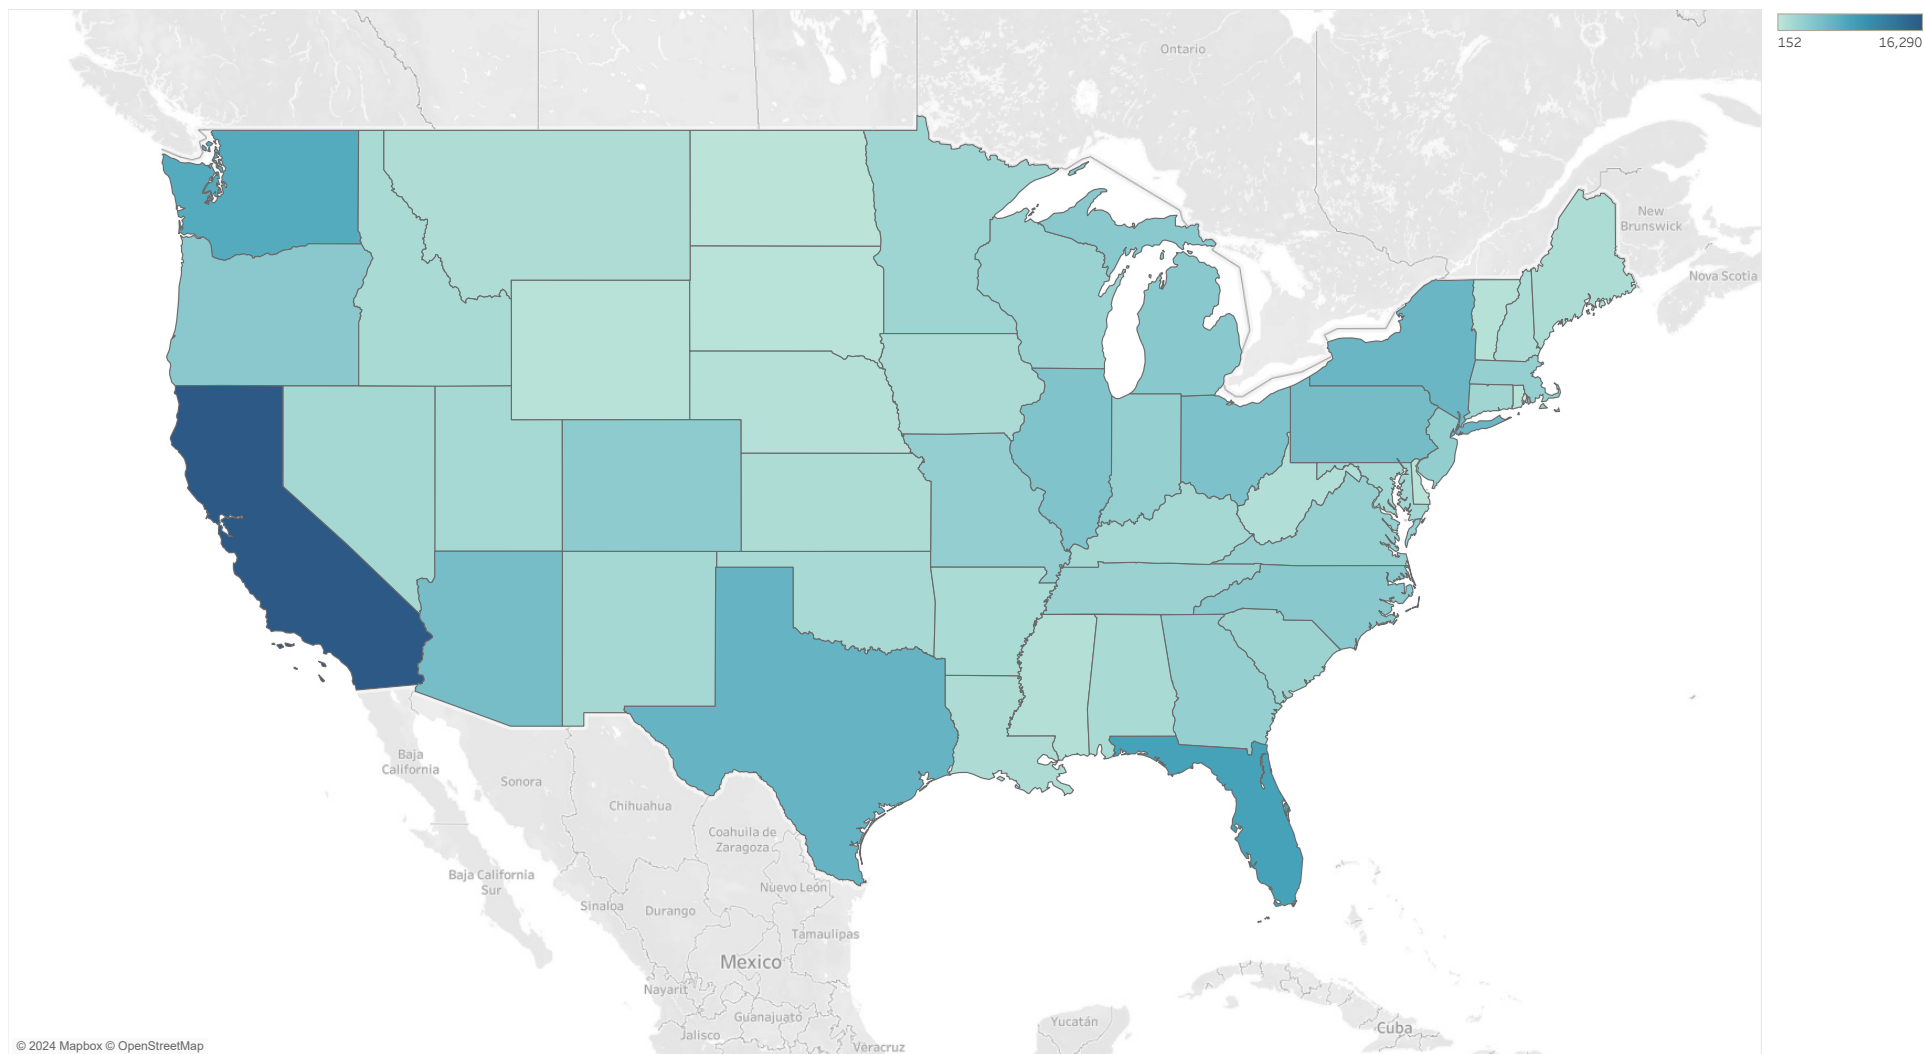 152 16,290
Ontario
New
Brunswick
Nova Scotia
Baja
California
Sonora
Chihuahua
Coahuila de
Zaragoza
Baja California
Sur
Nuevo León
Sinaloa
Durango
Tamaulipas
Mexico
Nayarit
Guanajuato
Yucatán
Cuba
Jalisco
Veracruz
© 2024 Mapbox © OpenStreetMap